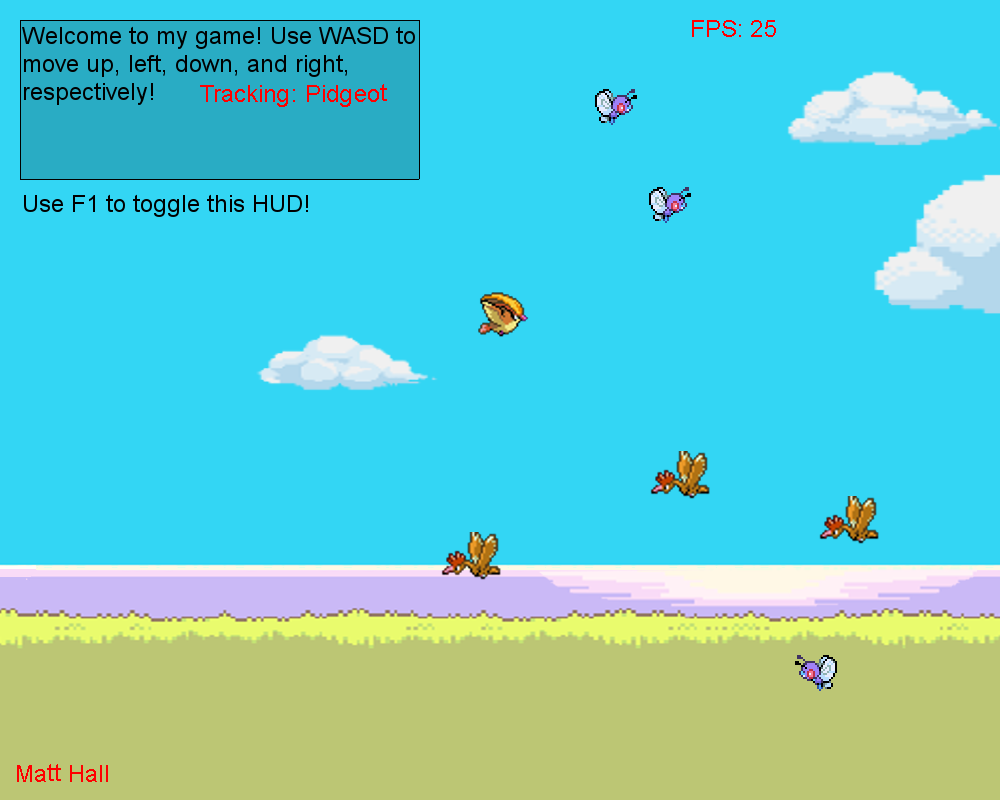 Welcome to my game! Use WASD to
move up, left, down, and right,
respectively!
Tracking: Pidgeot
Use F1 to toggle this HUD!
FPS: 25
Matt Hall